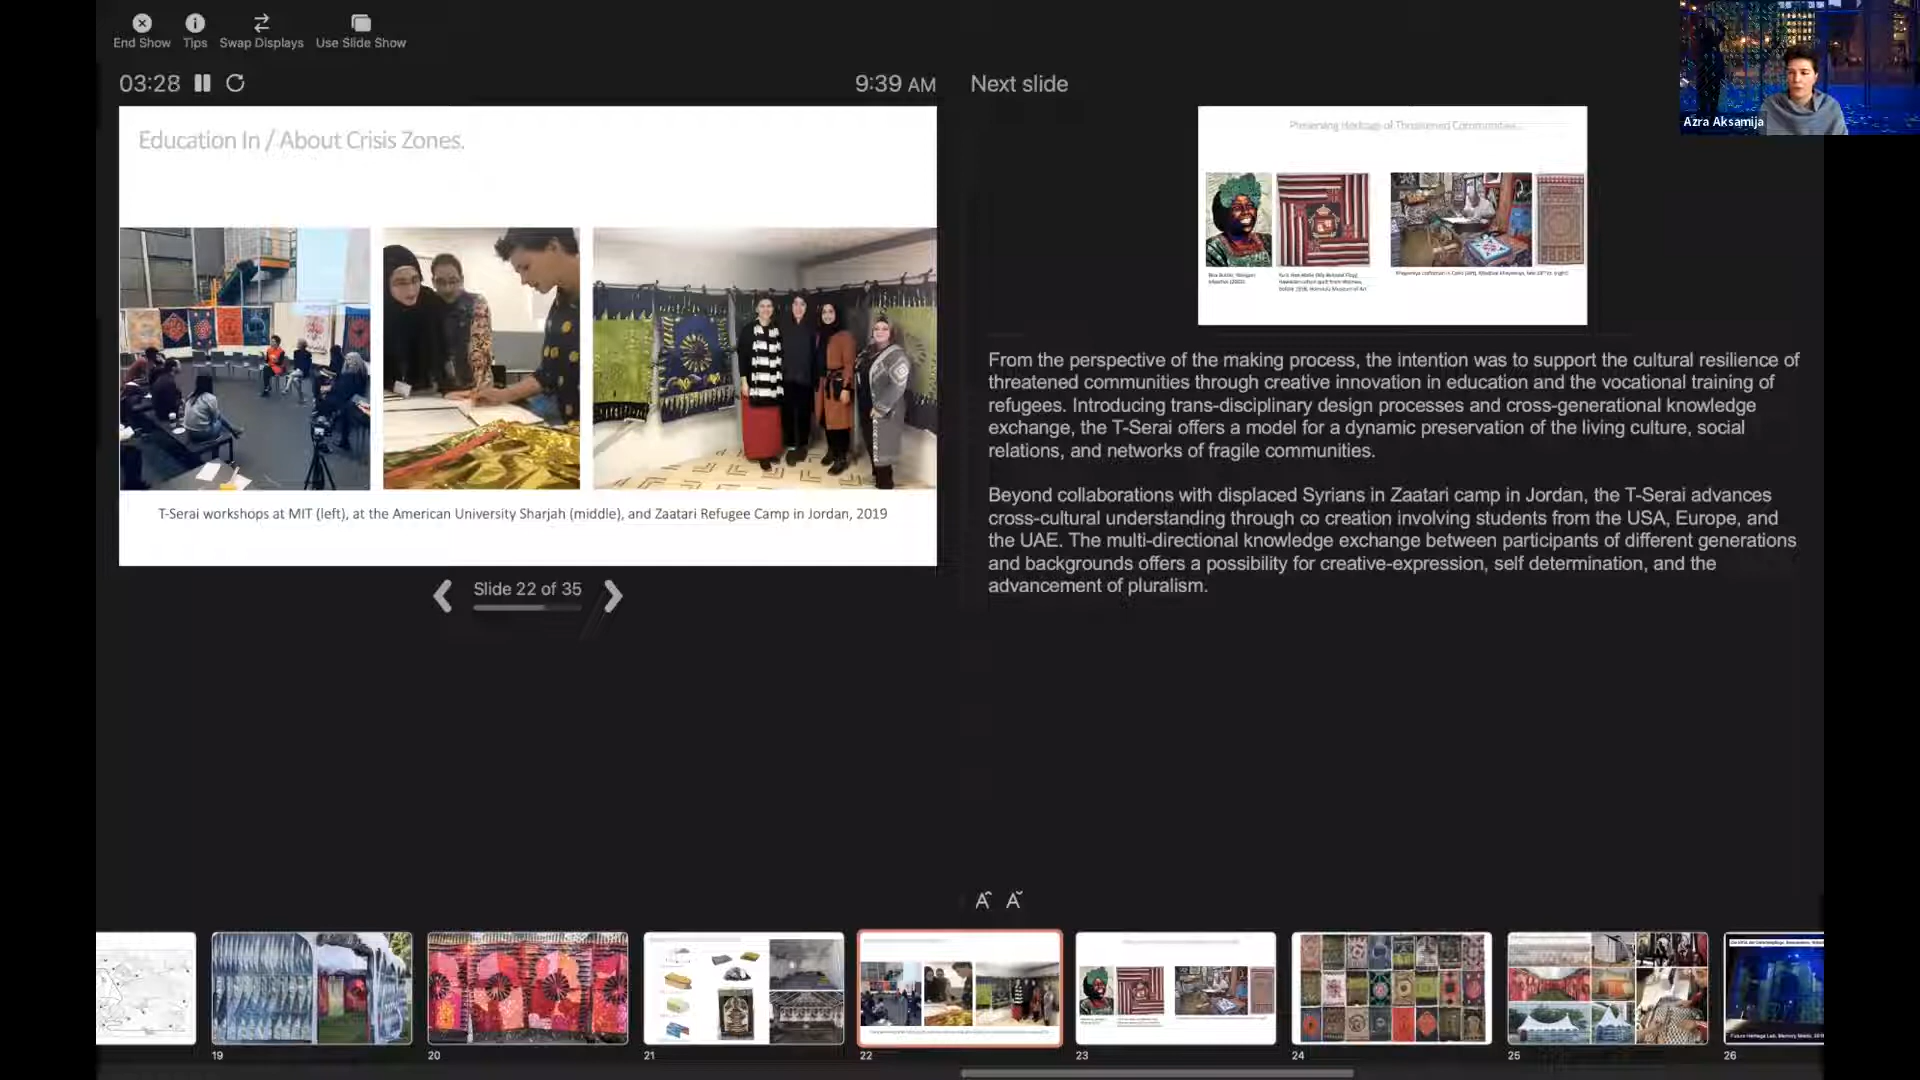 End Show
Tips
Swap Displays
Use Slide Show
03:28
9:39 AM
Next slide
Azra Aksamija
Education In / About Crisis Zones.
T-Serai workshops at MIT (left), at the American University Sharjah (middle), and Zaatari Refugee Camp in Jordan, 2019
Slide 22 of 35
Preserving Heritage of Threatened Communities...
From the perspective of the making process, the intention was to support the cultural resilience of
threatened communities through creative innovation in education and the vocational training of
refugees. Introducing trans-disciplinary design processes and cross-generational knowledge
exchange, the T-Serai offers a model for a dynamic preservation of the living culture, social
relations, and networks of fragile communities.
Beyond collaborations with displaced Syrians in Zaatari camp in Jordan, the T-Serai advances
cross-cultural understanding through co creation involving students from the USA, Europe, and
the UAE. The multi-directional knowledge exchange between participants of different generations
and backgrounds offers a possibility for creative-expression, self determination, and the
advancement of pluralism.
A A
19
20
21
22
23
24
25
26